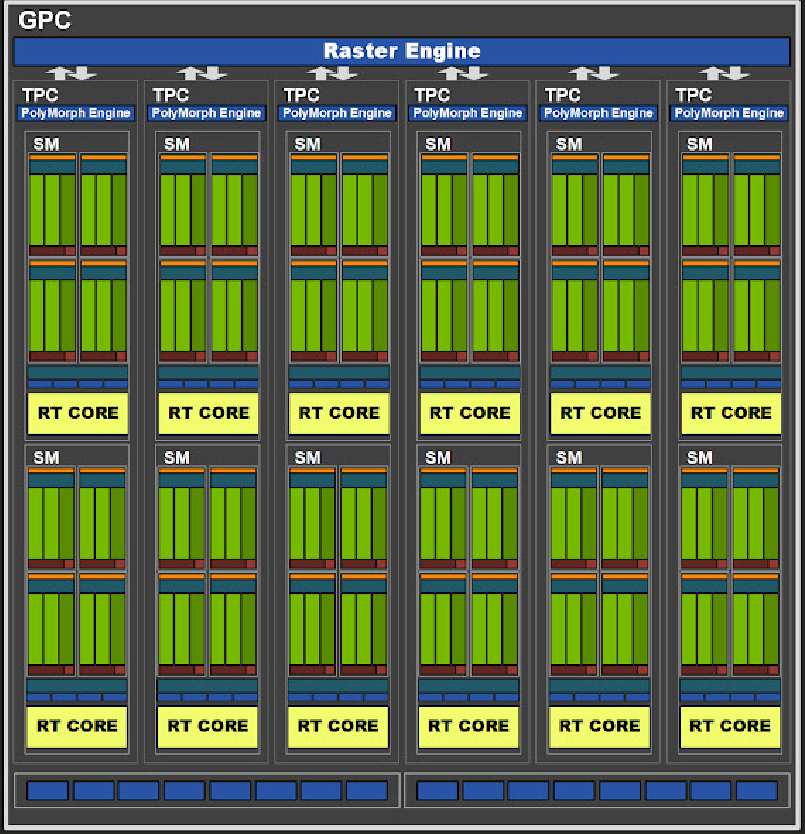 GPC
Raster Engine
TPC TPC TPC TPC TPC TPC
PolyMorph Engine PolyMorph Engine PolyMorph Engine PolyMorph Engine PolyMorph Engine PolyMorph Engine
SM SM SM SM SM SM
RT CORE RT CORE RT CORE RT CORE RT CORE RT CORE
SM SM SM SM SM SM
RT CORE RT CORE RT CORE RT CORE RT CORE RT CORE